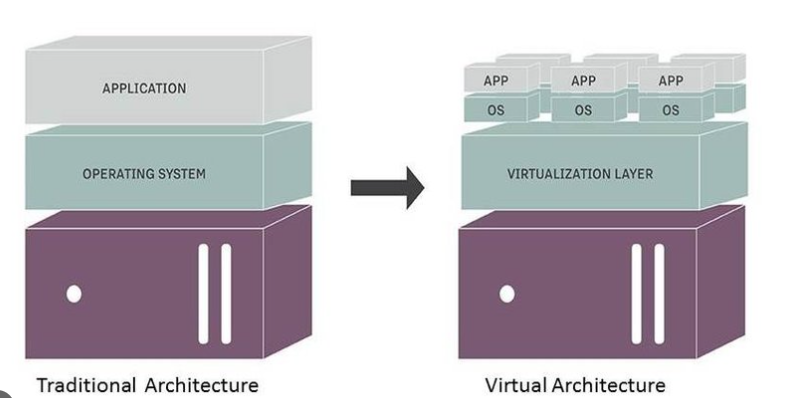 APPLICATION
OPERATING SYSTEM
Traditional Architecture
APP APP APP
OS OS OS
VIRTUALIZATION LAYER
Virtual Architecture